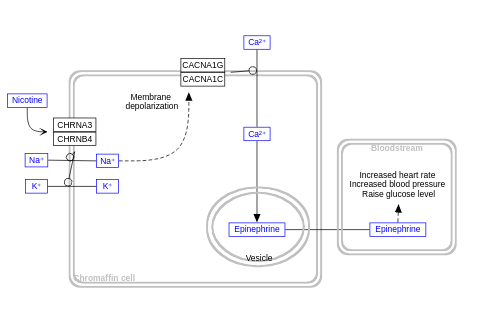 Ca²⁺
CACNA1G
CACNA1C
Nicotine
Membrane
depolarization
CHRNA3
CHRNB4
Ca²⁺
Na⁺
Na⁺
K⁺
K⁺
Bloodstream
Increased heart rate
Increased blood pressure
Raise glucose level
Epinephrine
Epinephrine
Vesicle
Chromaffin cell